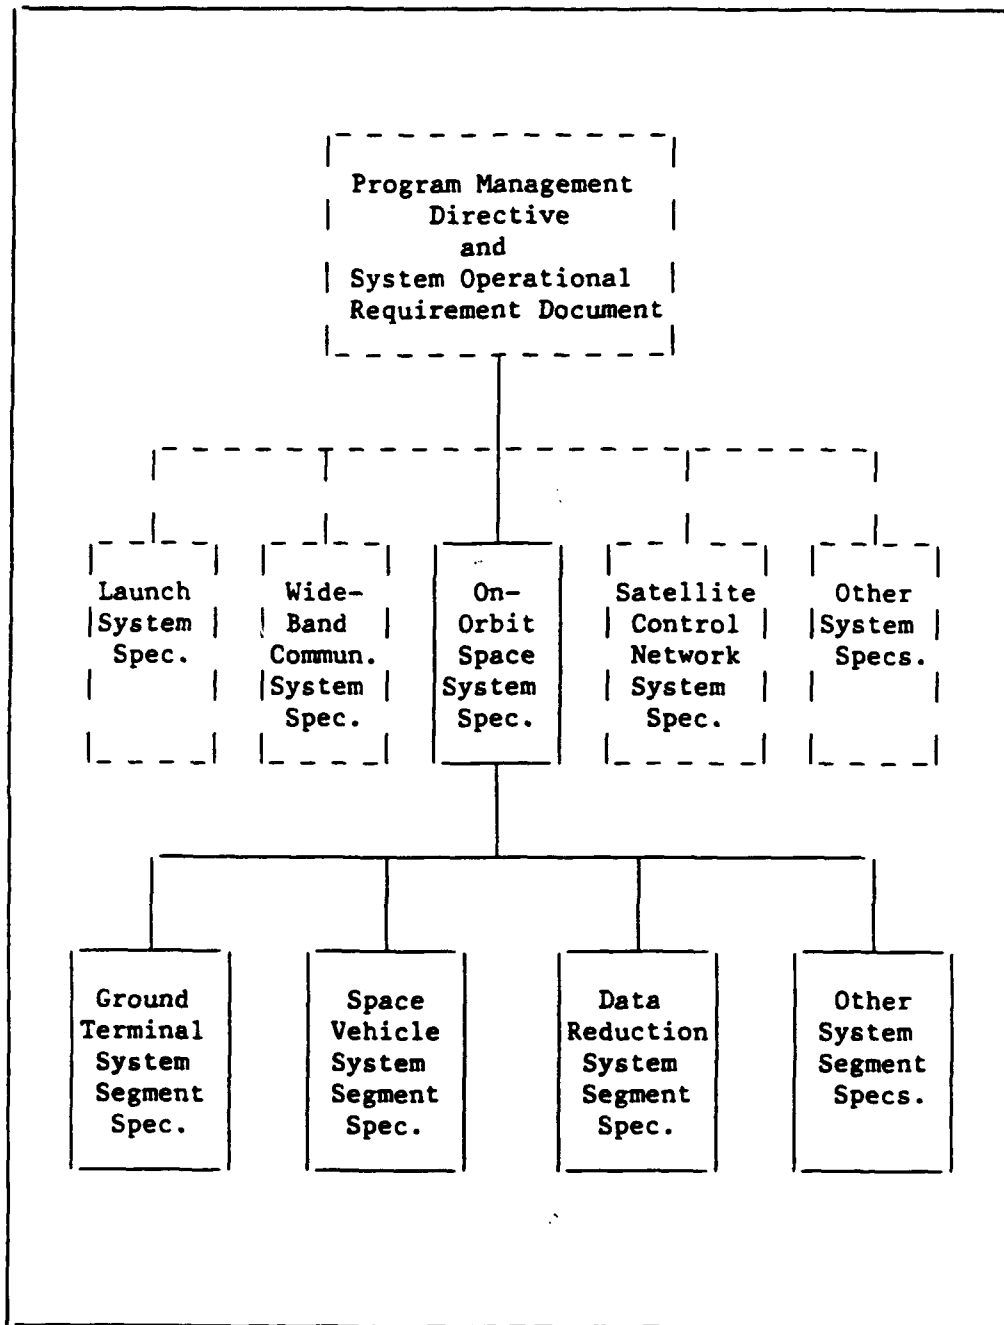 Program Management
Directive
and
System Operational
Requirement Document
Launch
System
Spec.
Wide-
Band
Commun.
System
Spec.
On-
Orbit
Space
System
Spec.
Satellite
Control
Network
System
Spec.
Other
System
Specs.
Ground
Terminal
System
Segment
Spec.
Space
Vehicle
System
Segment
Spec.
Data
Reduction
System
Segment
Spec.
Other
System
Segment
Specs.